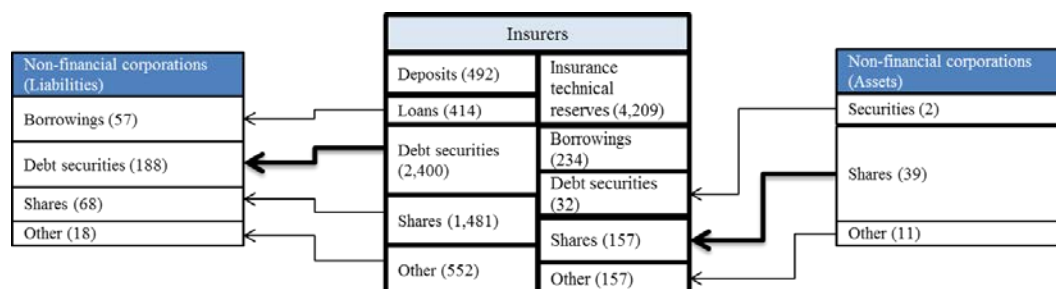 Insurers
Non-financial corporations
(Liabilities)
Borrowings (57)
Debt securities (188)
Shares (68)
Other (18)
Deposits (492)
Loans (414)
Debt securities
(2,400)
Shares (1,481)
Other (552)
Insurance
technical
reserves (4,209)
Borrowings
(234)
Debt securities
(32)
Shares (157)
Other (157)
Non-financial corporations
(Assets)
Securities (2)
Shares (39)
Other (11)